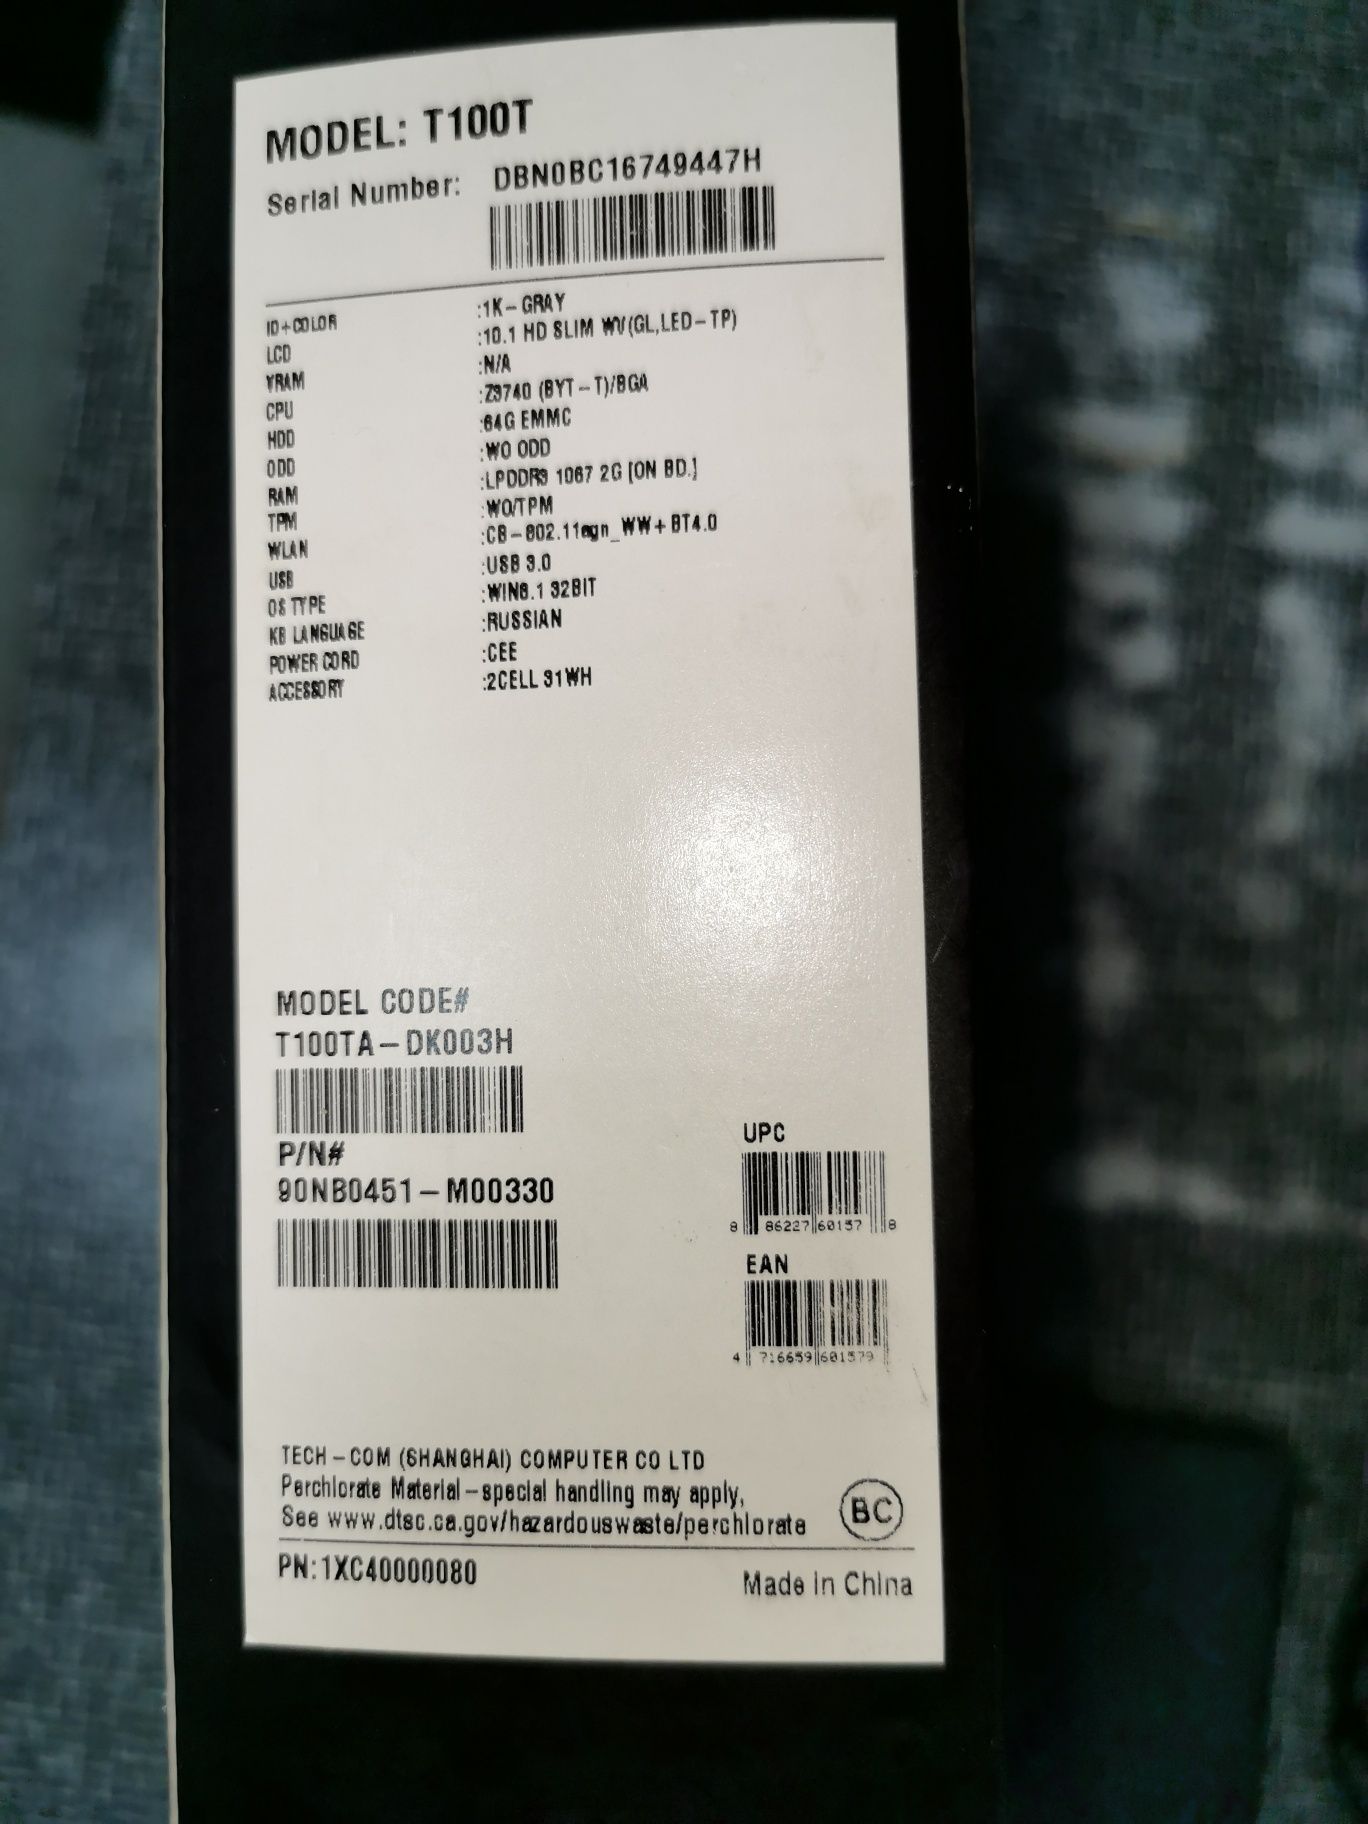 MODEL: T100T
Serial Number: DBN0BC16749447H
ID+COLOR :1K-GRAY
LCD :10.1 HD SLIM WV(GL,LED-TP)
VRAM :N/A
CPU :Z3740 (BYT-T)/BGA
HDD :64G EMMC
ODD :WO ODD
RAM :LPDDR3 1067 2G [ON BD.]
TPM :WO/TPM
WLAN :CB-802.11agn_WW+BT4.0
USB :USB 3.0
OS TYPE :WIN8.1 32BIT
KB LANGUAGE :RUSSIAN
POWER CORD :CEE
ACCESSORY :2CELL 31WH
MODEL CODE#
T100TA-DK003H
P/N#
90NB0451-M00330
UPC
8 86227 60157 8
EAN
4 716659 601579
TECH-COM (SHANGHAI) COMPUTER CO LTD
Perchlorate Material-special handling may apply,
See www.dtsc.ca.gov/hazardouswaste/perchlorate
BC
PN:1XC40000080
Made in China